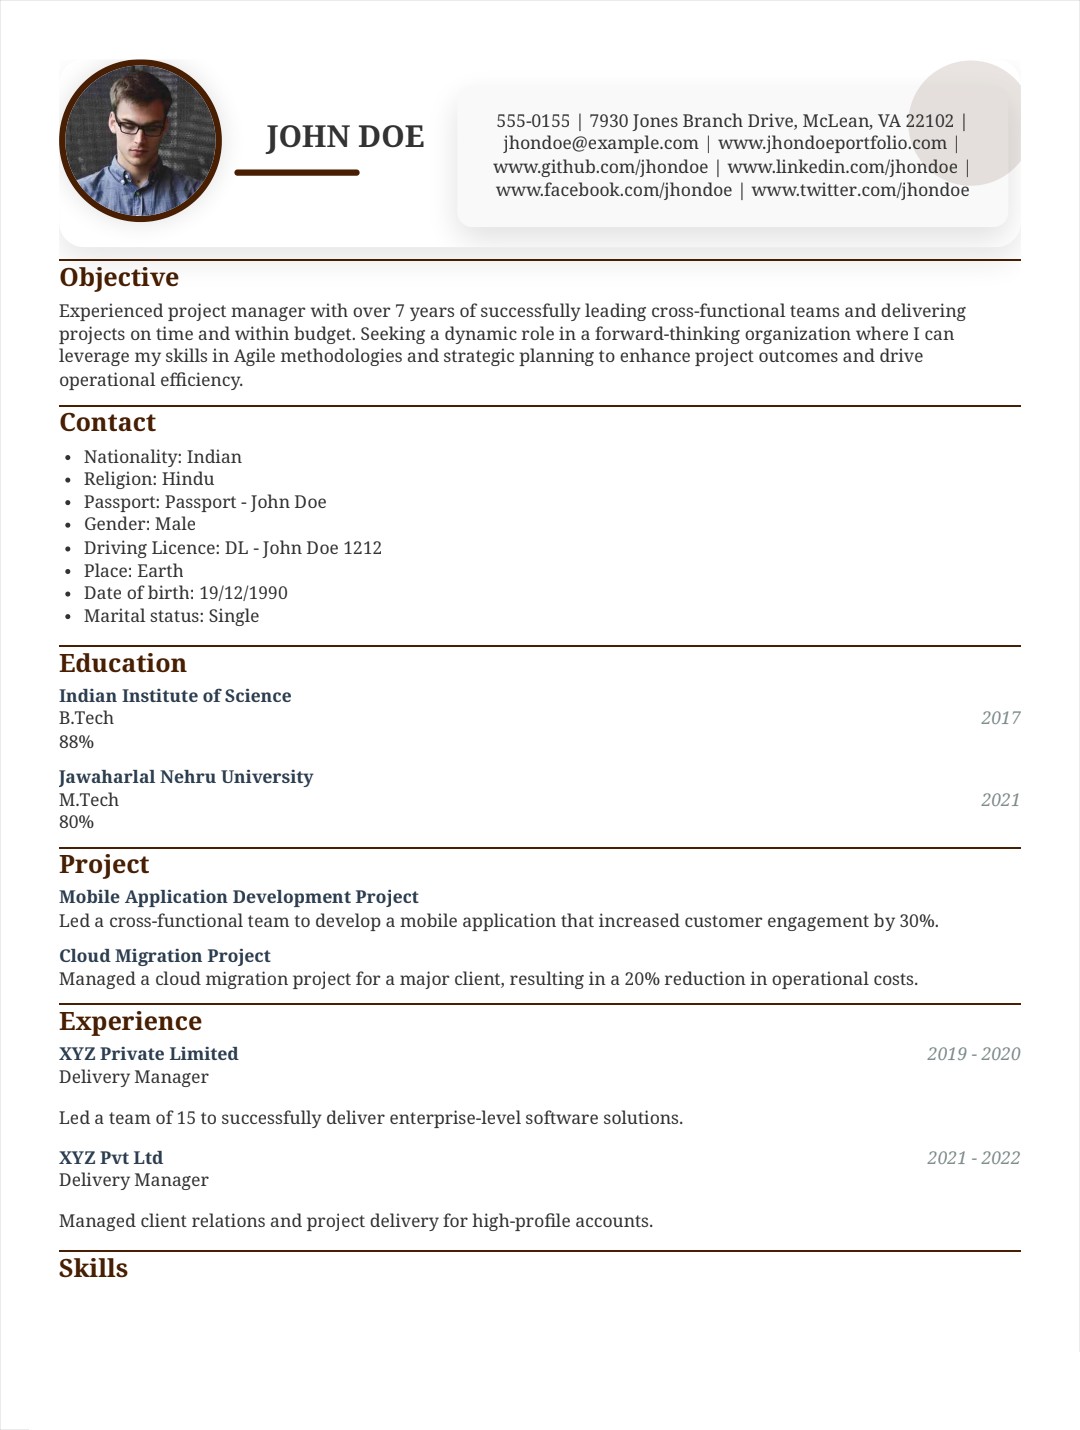 JOHN DOE
555-0155 | 7930 Jones Branch Drive, McLean, VA 22102 |
jhondoe@example.com | www.jhondoeportfolio.com |
www.github.com/jhondoe | www.linkedin.com/jhondoe |
www.facebook.com/jhondoe | www.twitter.com/jhondoe
Objective
Experienced project manager with over 7 years of successfully leading cross-functional teams and delivering
projects on time and within budget. Seeking a dynamic role in a forward-thinking organization where I can
leverage my skills in Agile methodologies and strategic planning to enhance project outcomes and drive
operational efficiency.
Contact
• Nationality: Indian
• Religion: Hindu
• Passport: Passport - John Doe
• Gender: Male
• Driving Licence: DL - John Doe 1212
• Place: Earth
• Date of birth: 19/12/1990
• Marital status: Single
Education
Indian Institute of Science
B.Tech 2017
88%
Jawaharlal Nehru University
M.Tech 2021
80%
Project
Mobile Application Development Project
Led a cross-functional team to develop a mobile application that increased customer engagement by 30%.
Cloud Migration Project
Managed a cloud migration project for a major client, resulting in a 20% reduction in operational costs.
Experience
XYZ Private Limited 2019 - 2020
Delivery Manager
Led a team of 15 to successfully deliver enterprise-level software solutions.
XYZ Pvt Ltd 2021 - 2022
Delivery Manager
Managed client relations and project delivery for high-profile accounts.
Skills